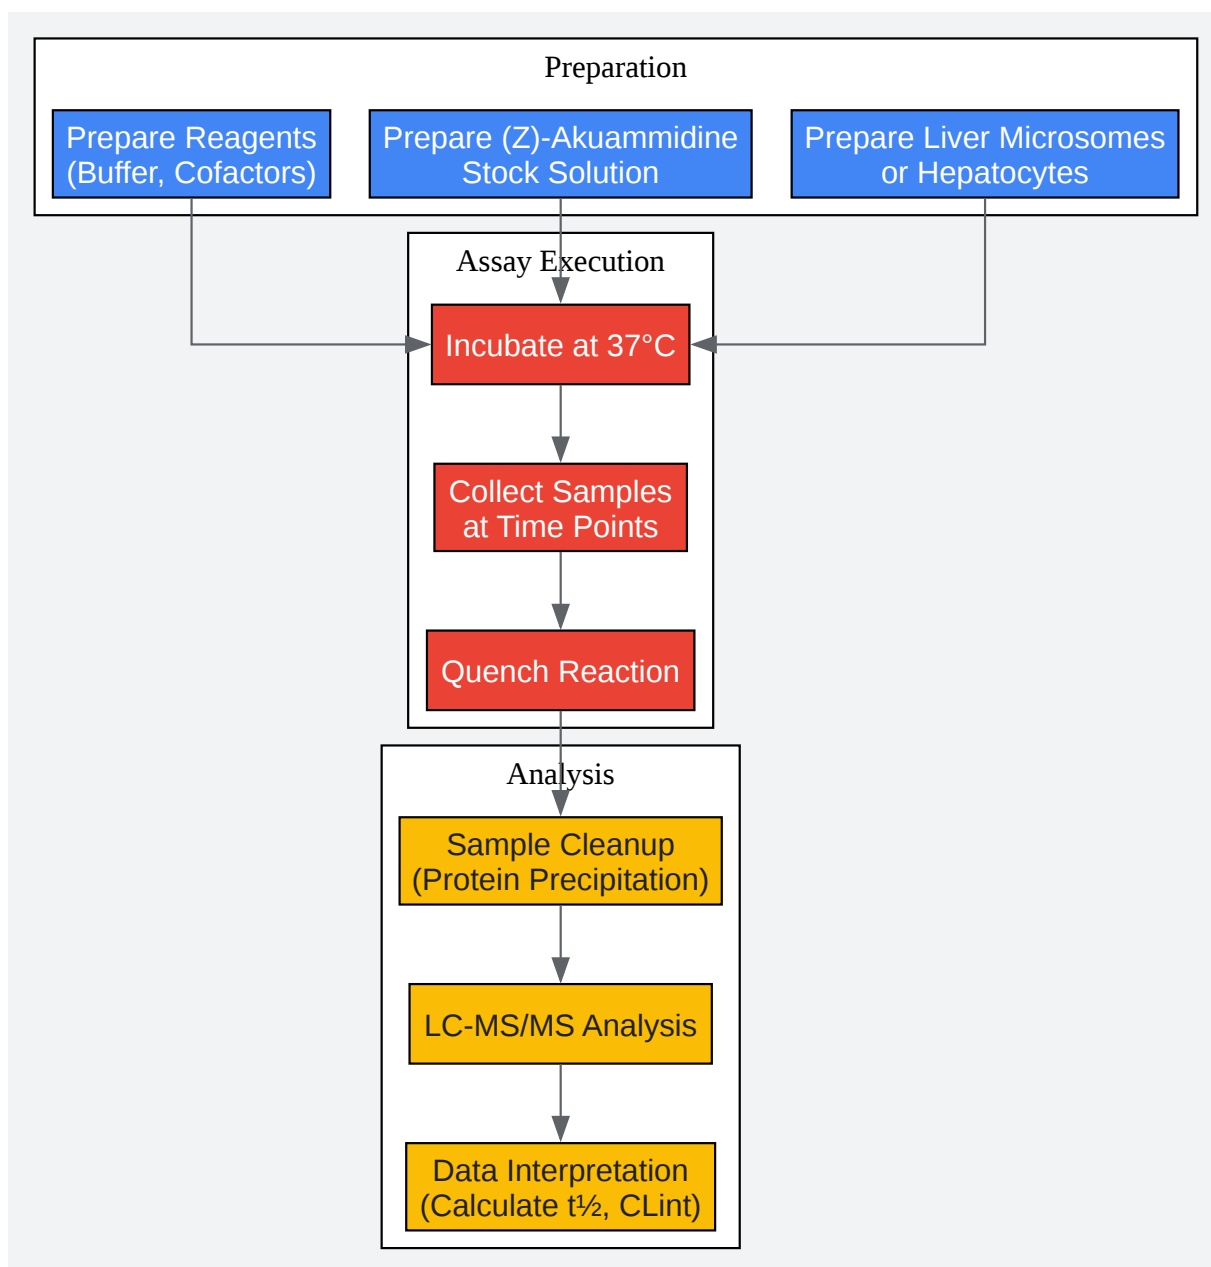 Preparation
Prepare Reagents
(Buffer, Cofactors)
Prepare (Z)-Akuammidine
Stock Solution
Prepare Liver Microsomes
or Hepatocytes
Assay Execution
Incubate at 37°C
Collect Samples
at Time Points
Quench Reaction
Analysis
Sample Cleanup
(Protein Precipitation)
LC-MS/MS Analysis
Data Interpretation
(Calculate t½, CLint)